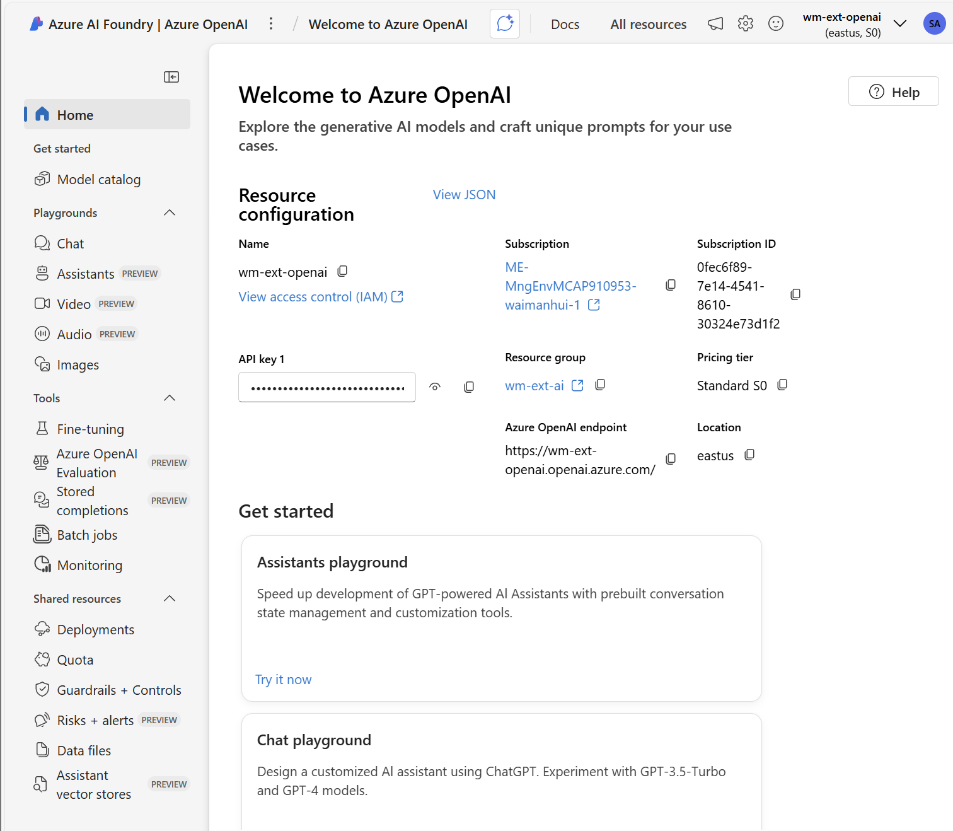 Azure AI Foundry | Azure OpenAI / Welcome to Azure OpenAI Docs All resources wm-ext-openai (eastus, S0) SA
Home
Get started
Model catalog
Playgrounds
Chat
Assistants PREVIEW
Video PREVIEW
Audio PREVIEW
Images
Tools
Fine-tuning
Azure OpenAI
Evaluation PREVIEW
Stored
completions PREVIEW
Batch jobs
Monitoring
Shared resources
Deployments
Quota
Guardrails + Controls
Risks + alerts PREVIEW
Data files
Assistant
vector stores PREVIEW
Welcome to Azure OpenAI
Help
Explore the generative AI models and craft unique prompts for your use
cases.
Resource
configuration
View JSON
Name
wm-ext-openai
View access control (IAM)
Subscription
ME-
MngEnvMCAP910953-
waimanhui-1
Subscription ID
0fec6f89-
7e14-4541-
8610-
30324e73d1f2
API key 1
••••••••••••••••••••••••••••
Resource group
wm-ext-ai
Pricing tier
Standard S0
Azure OpenAI endpoint
https://wm-ext-
openai.openai.azure.com/
Location
eastus
Get started
Assistants playground
Speed up development of GPT-powered AI Assistants with prebuilt conversation
state management and customization tools.
Try it now
Chat playground
Design a customized AI assistant using ChatGPT. Experiment with GPT-3.5-Turbo
and GPT-4 models.